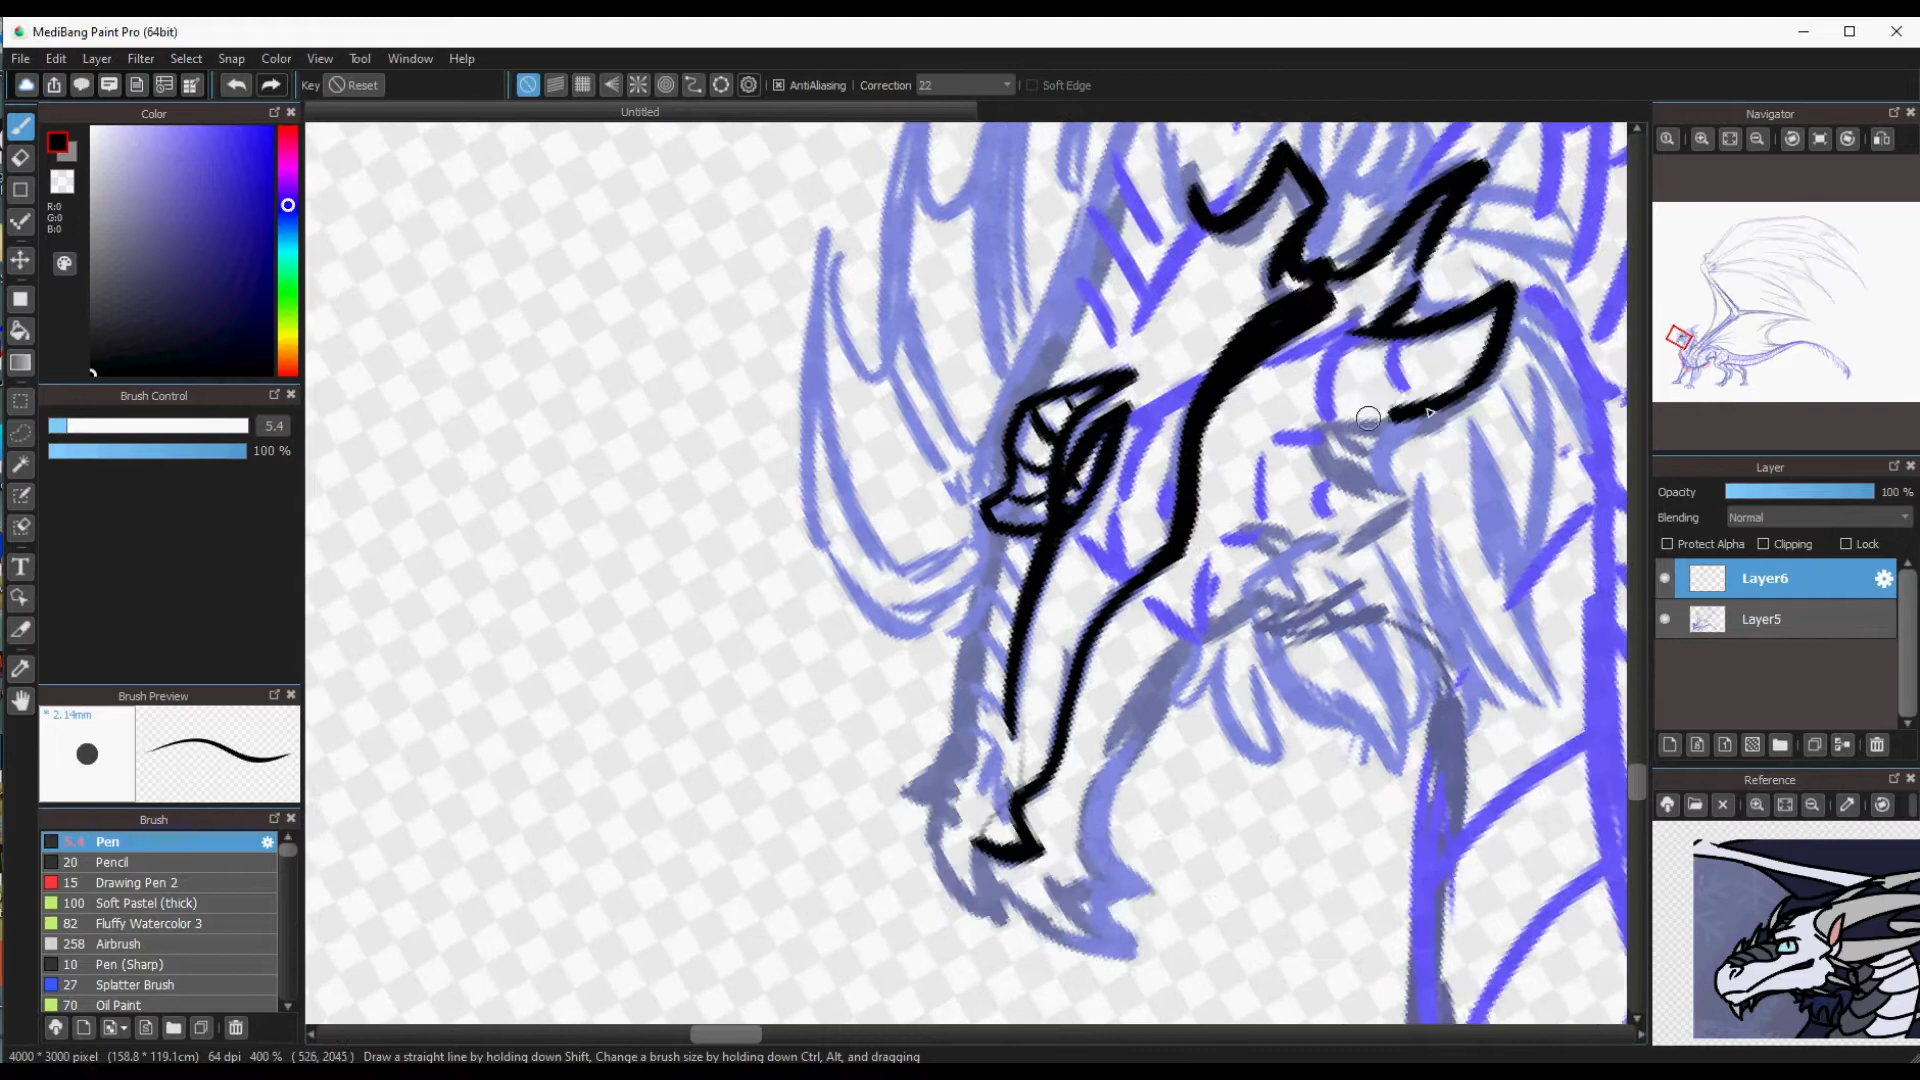 MediBang Paint Pro (64bit)
File Edit Layer Filter Select Snap Color View Tool Window Help
Key Reset AntiAliasing Correction 22 Soft Edge
Untitled
Color
R:0
G:0
B:0
Brush Control
5.4
100 %
Brush Preview
* 2.14mm
Brush
5.4 Pen
20 Pencil
15 Drawing Pen 2
100 Soft Pastel (thick)
82 Fluffy Watercolor 3
258 Airbrush
10 Pen (Sharp)
27 Splatter Brush
70 Oil Paint
Navigator
Layer
Opacity 100 %
Blending Normal
Protect Alpha Clipping Lock
Layer6
Layer5
Reference
4000 * 3000 pixel (158.8 * 119.1cm) 64 dpi 400 % ( 526, 2045 ) Draw a straight line by holding down Shift, Change a brush size by holding down Ctrl, Alt, and dragging